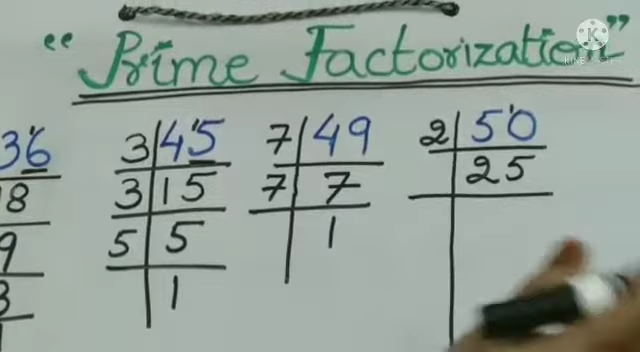 “Prime Factorization”
36 3 45 7 49 2 50
18 3 15 7 7 25
9 5 5 1
3 1